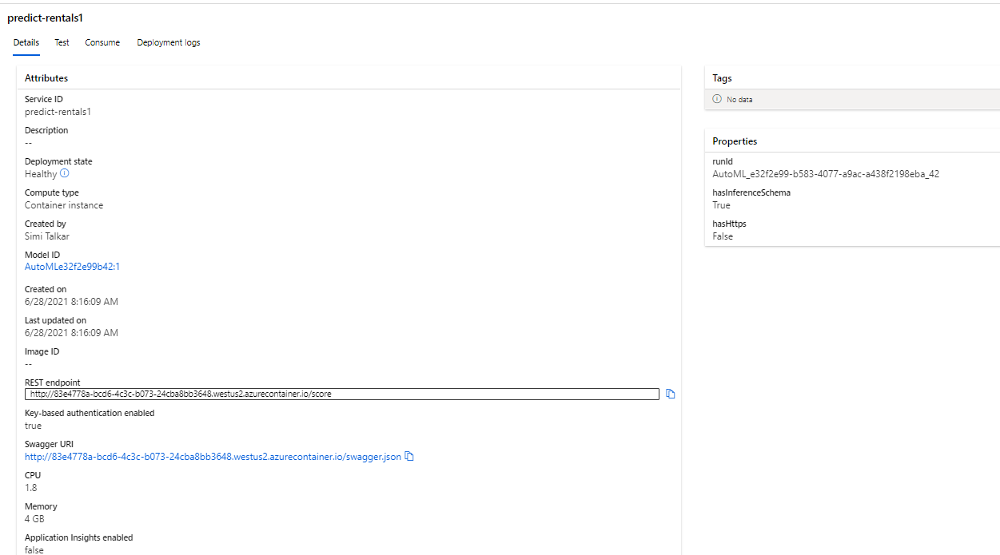 predict-rentals1
Details Test Consume Deployment logs
Attributes
Service ID
predict-rentals1
Description
--
Deployment state
Healthy
Compute type
Container instance
Created by
Simi Talkar
Model ID
AutoMLe32f2e99b42:1
Created on
6/28/2021 8:16:09 AM
Last updated on
6/28/2021 8:16:09 AM
Image ID
--
REST endpoint
http://83e4778a-bcd6-4c3c-b073-24cba8bb3648.westus2.azurecontainer.io/score
Key-based authentication enabled
true
Swagger URI
http://83e4778a-bcd6-4c3c-b073-24cba8bb3648.westus2.azurecontainer.io/swagger.json
CPU
1.8
Memory
4 GB
Application Insights enabled
false
Tags
No data
Properties
runId
AutoML_e32f2e99-b583-4077-a9ac-a438f2198eba_42
hasInferenceSchema
True
hasHttps
False